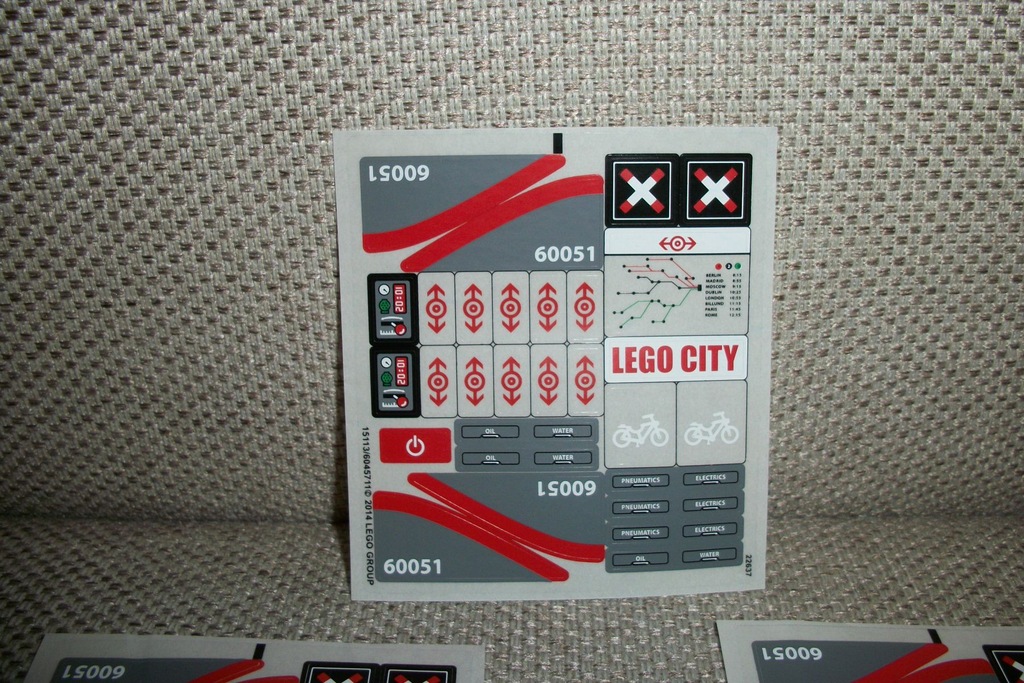 60051
60051
BERLIN 8:13
MADRID
MOSCOW
DUBLIN
LONDON
BILLUND
PARIS
ROME
20:01
20:01
LEGO CITY
OIL WATER
OIL WATER
60051
60051
PNEUMATICS ELECTRICS
PNEUMATICS ELECTRICS
PNEUMATICS ELECTRICS
OIL WATER
15113/6045711 © 2014 LEGO GROUP
22637
60051
60051